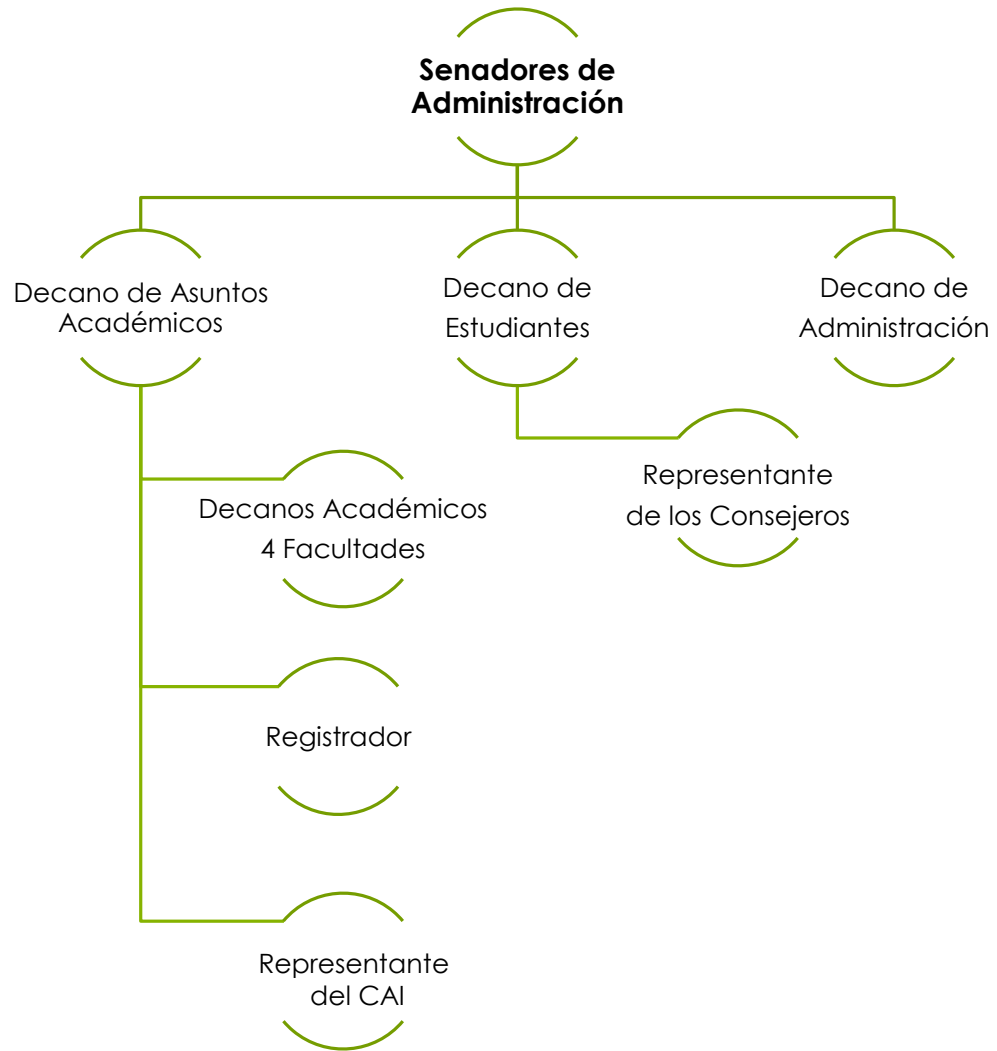 Senadores de
Administración
Decano de Asuntos
Académicos
Decano de
Estudiantes
Decano de
Administración
Decanos Académicos
4 Facultades
Registrador
Representante
del CAI
Representante
de los Consejeros